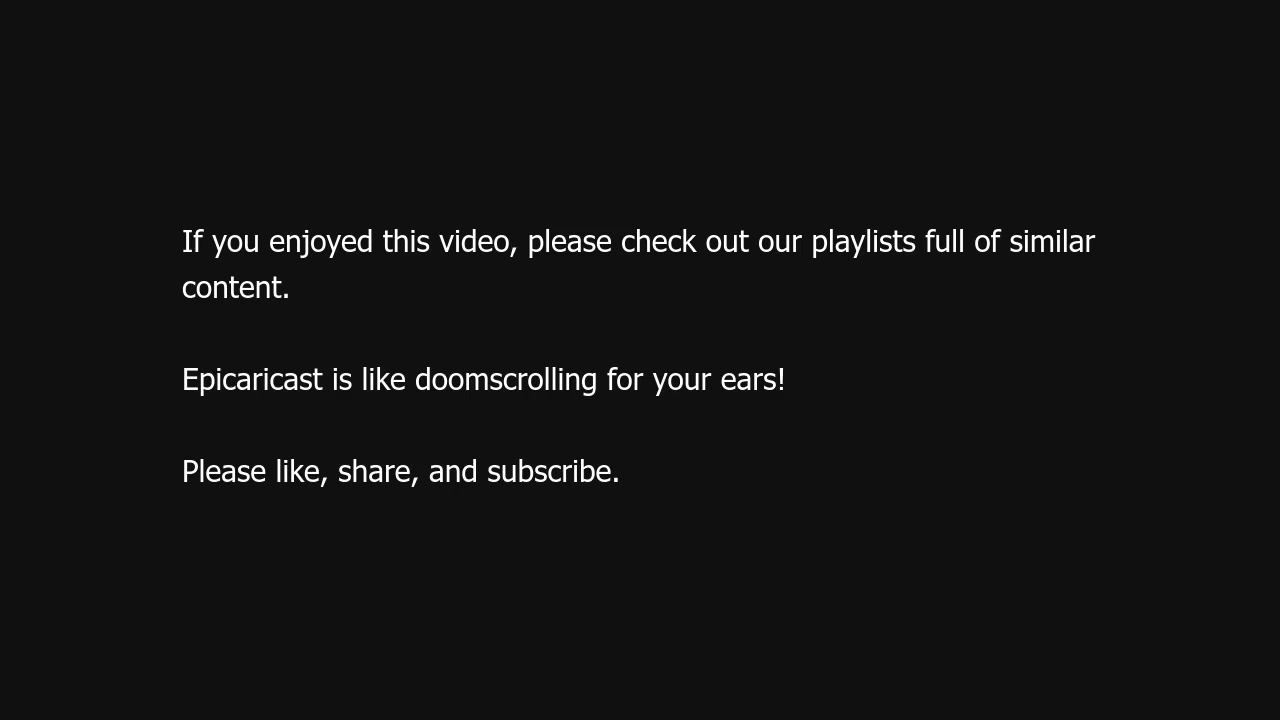 If you enjoyed this video, please check out our playlists full of similar
content.
Epicaricast is like doomscrolling for your ears!
Please like, share, and subscribe.